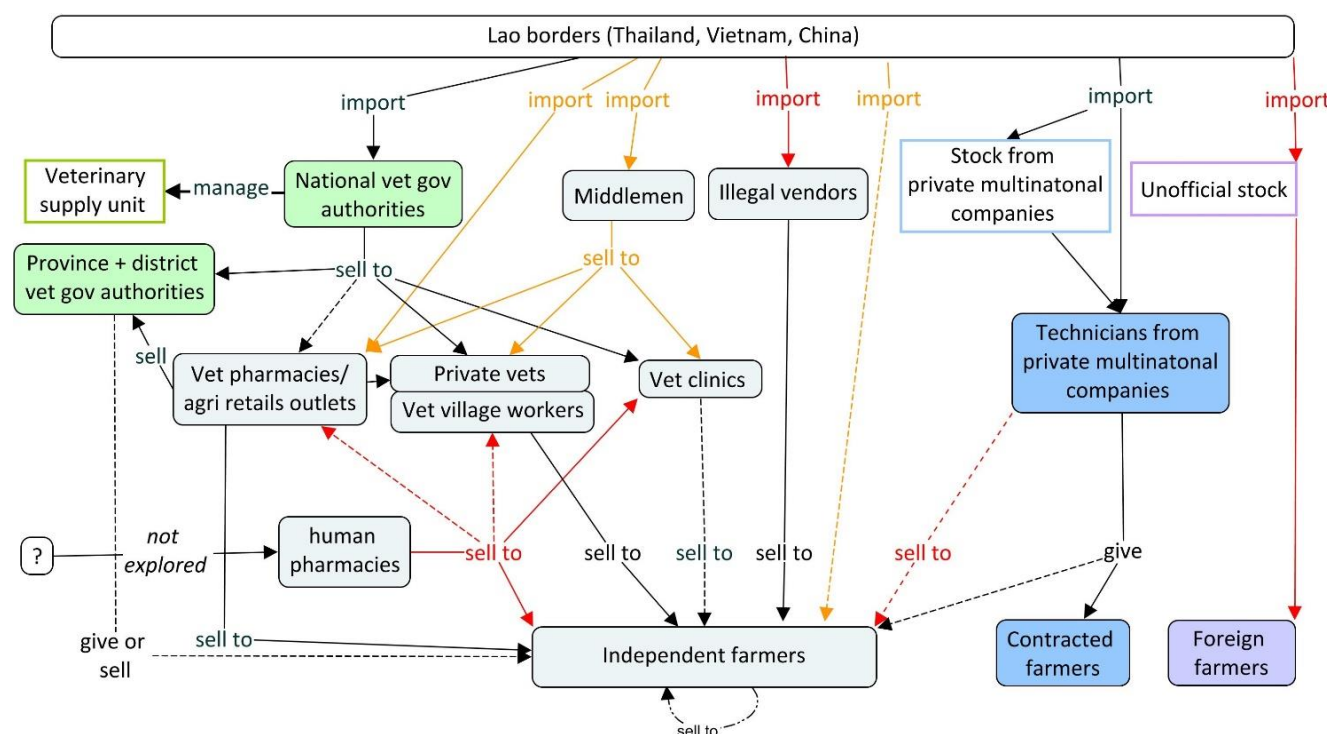 Lao borders (Thailand, Vietnam, China)
import
import
import
import
import
import
import
Veterinary
supply unit
manage
National vet gov
authorities
Middlemen
Illegal vendors
Stock from
private multinatonal
companies
Unofficial stock
Province + district
vet gov authorities
sell to
sell to
sell
Vet pharmacies/
agri retails outlets
Private vets
Vet village workers
Vet clinics
Technicians from
private multinatonal
companies
?
not
explored
human
pharmacies
sell to
sell to
sell to
sell to
sell to
give
give or
sell
sell to
Independent farmers
Contracted
farmers
Foreign
farmers
sell to